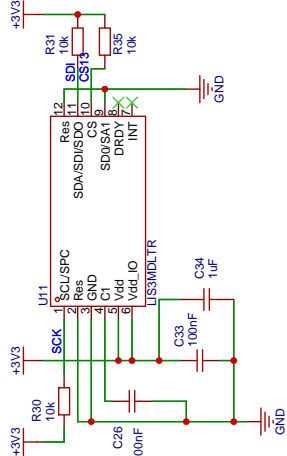 +3V3
R31
10k
R35
10k
SDI
CS13
GND
12
11
10
9
8
7
Res
SDA/SDI/SDO
CS
SD0/SA1
DRDY
INT
U11
LIS3MDLTR
SCL/SPC
Res
GND
C1
Vdd
Vdd_IO
1
2
3
4
5
6
SCK
+3V3
R30
10k
+3V3
C34
1uF
C33
100nF
C26
00nF
GND